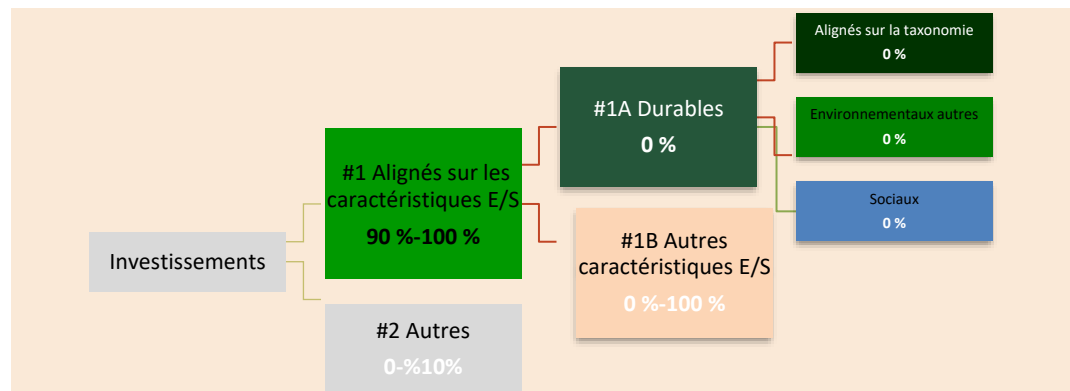 Investissements
#1 Alignés sur les
caractéristiques E/S
90 %-100 %
#2 Autres
0-%10%
#1A Durables
0 %
#1B Autres
caractéristiques E/S
0 %-100 %
Alignés sur la taxonomie
0 %
Environnementaux autres
0 %
Sociaux
0 %